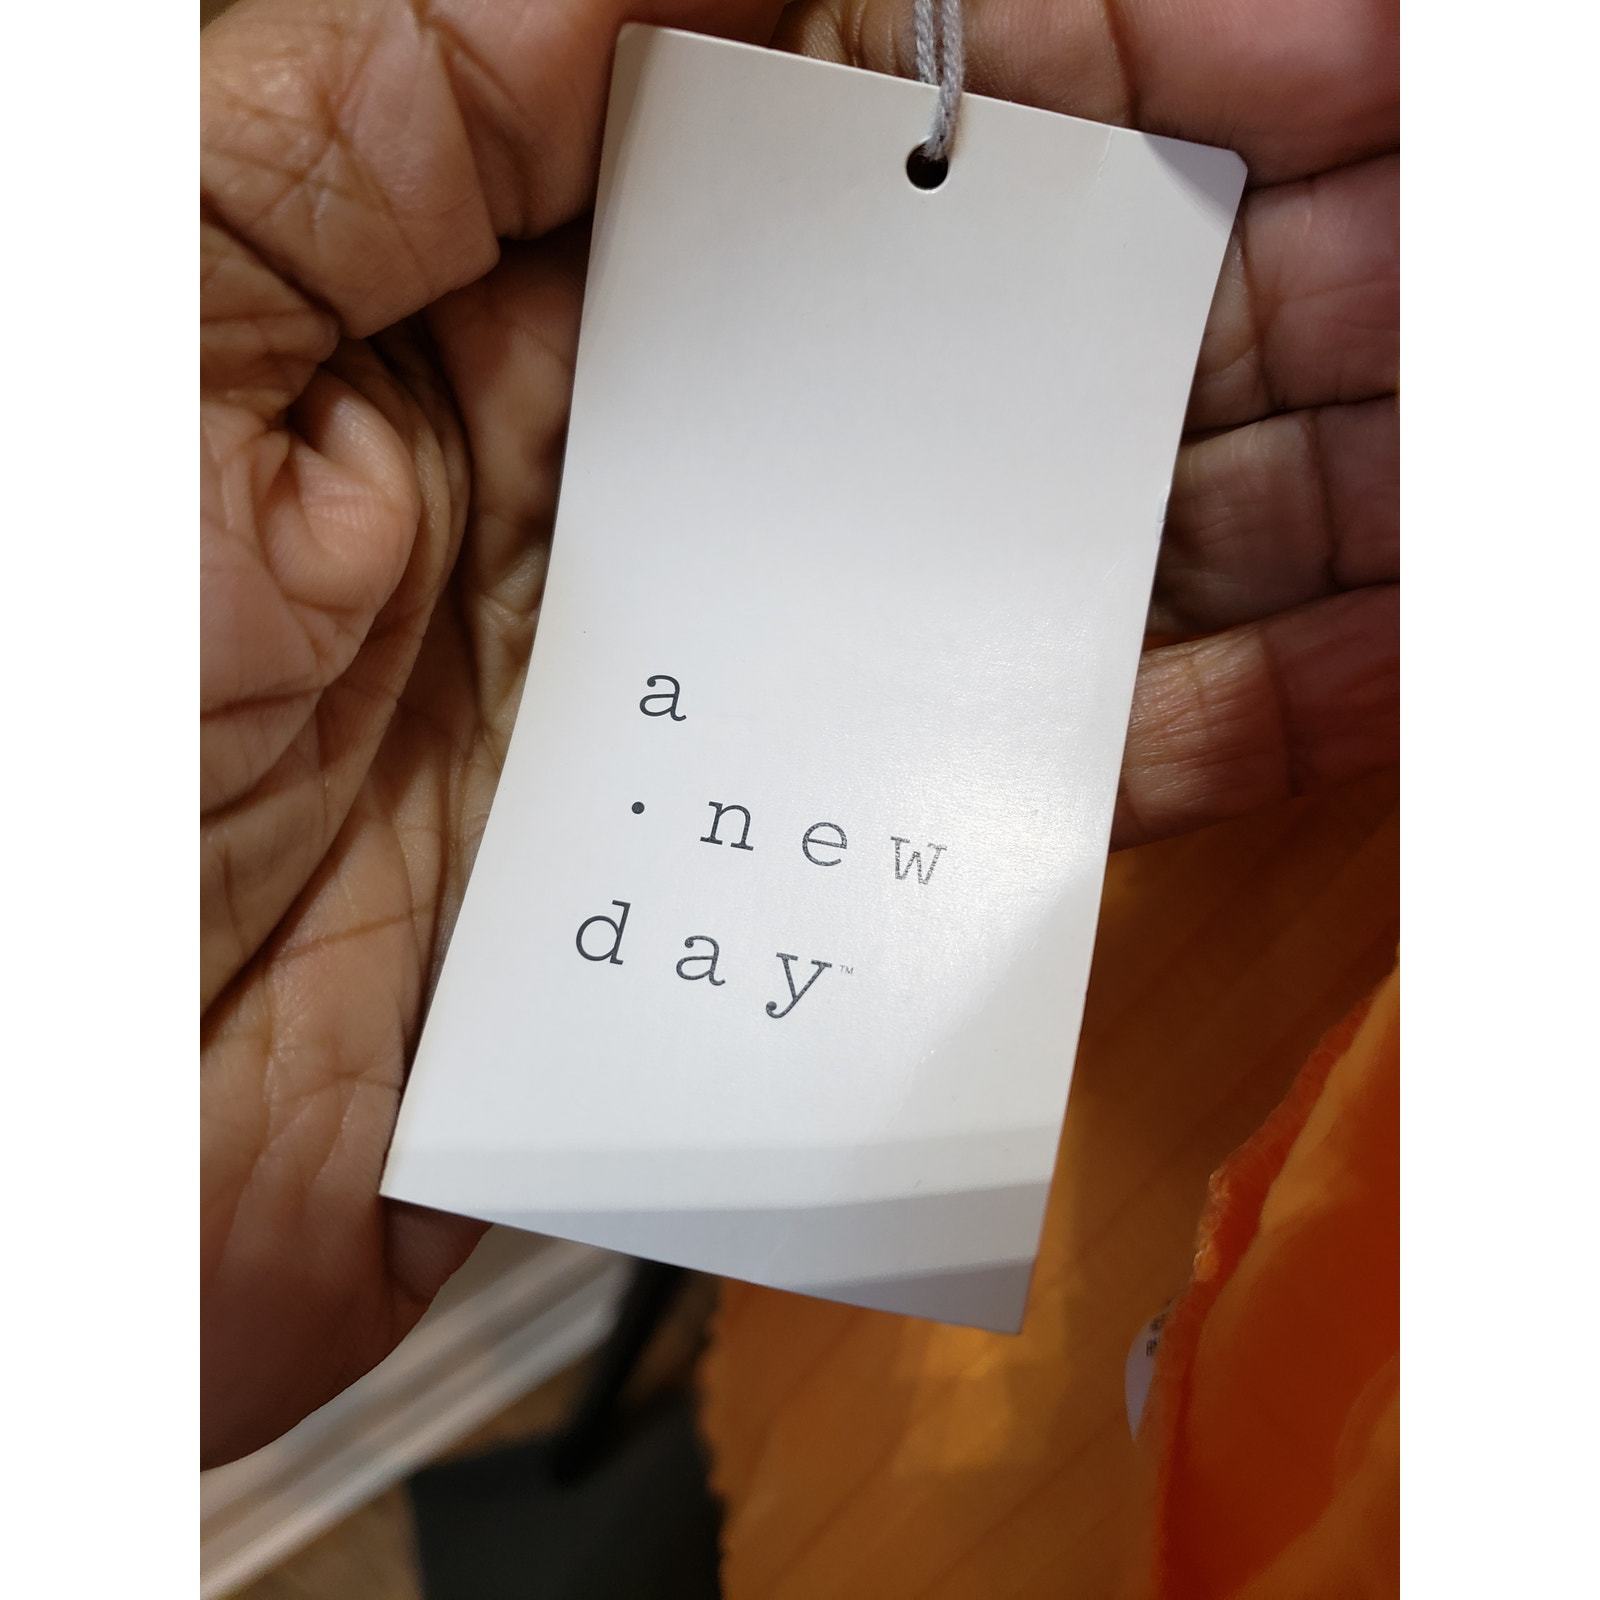 a
· new
day™